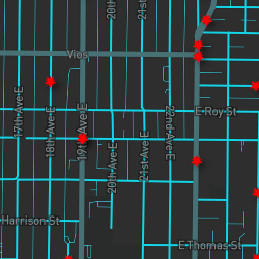 20th
21st
Vios
17th Ave E
18th Ave E
19th Ave E
20th Ave E
21st Ave E
22nd Ave E
E Roy St
Harrison St
E Thomas St